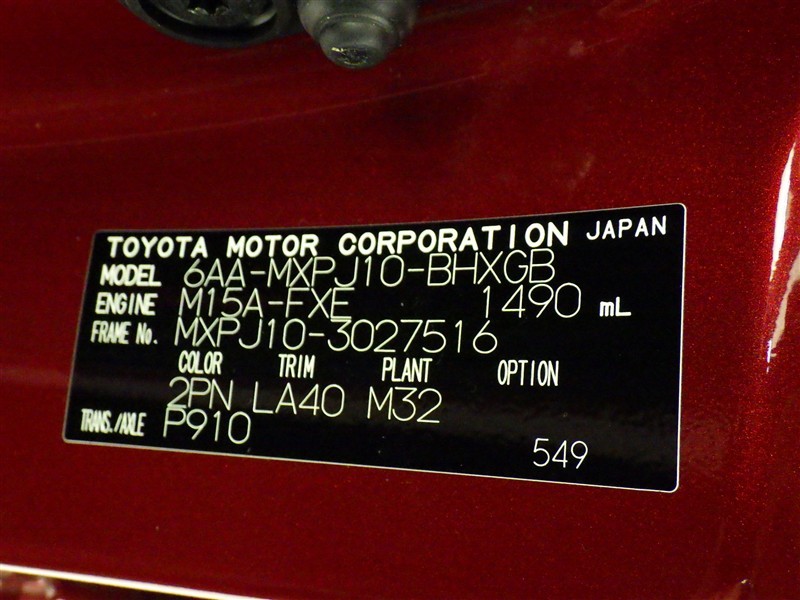 TOYOTA MOTOR CORPORATION JAPAN
MODEL 6AA-MXPJ10-BHXGB
ENGINE M15A-FXE 1490 mL
FRAME No. MXPJ10-3027516
COLOR TRIM PLANT OPTION
2PN LA40 M32
TRANS./AXLE P910
549